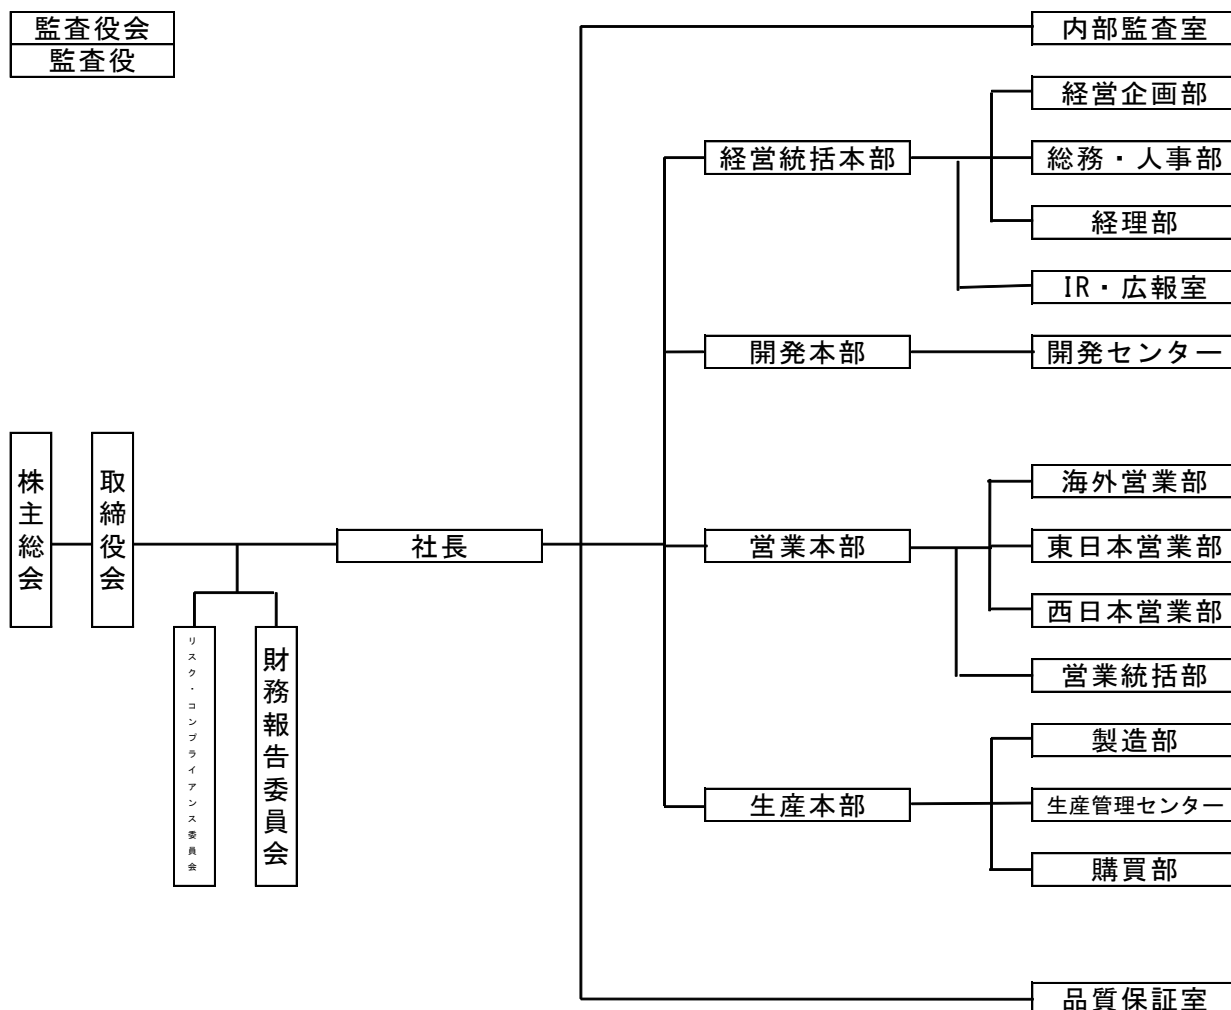 監査役会
監査役
内部監査室
経営企画部
経営統括本部
総務・人事部
経理部
IR・広報室
開発本部
開発センター
株主総会
取締役会
社長
海外営業部
営業本部
東日本営業部
西日本営業部
リスク・コンプライアンス委員会
財務報告委員会
営業統括部
製造部
生産本部
生産管理センター
購買部
品質保証室